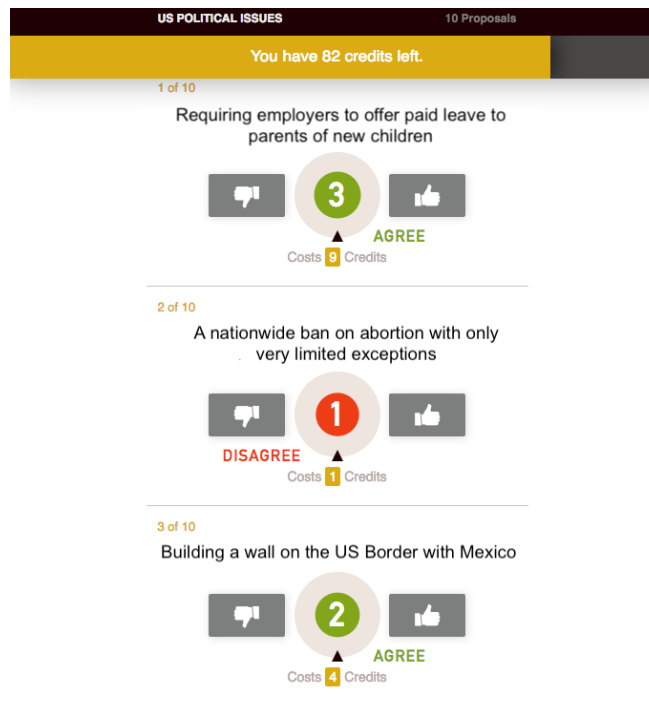 US POLITICAL ISSUES 10 Proposals
You have 82 credits left.
1 of 10
Requiring employers to offer paid leave to
parents of new children
3
AGREE
Costs 9 Credits
2 of 10
A nationwide ban on abortion with only
very limited exceptions
1
DISAGREE
Costs 1 Credits
3 of 10
Building a wall on the US Border with Mexico
2
AGREE
Costs 4 Credits